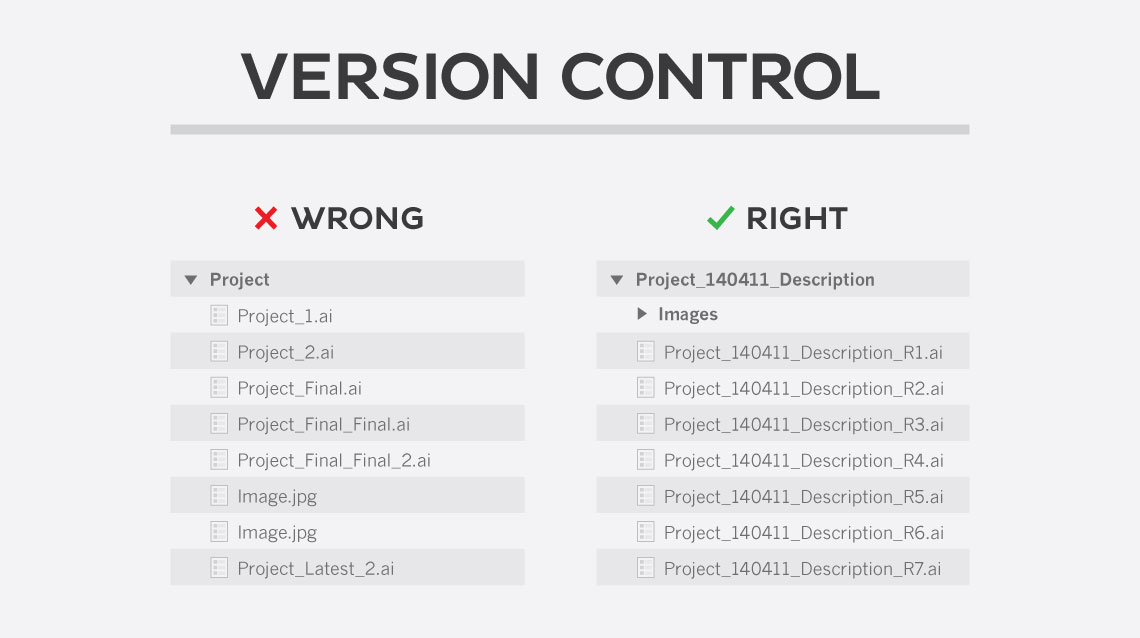 VERSION CONTROL
WRONG
Project
Project_1.ai
Project_2.ai
Project_Final.ai
Project_Final_Final.ai
Project_Final_Final_2.ai
Image.jpg
Image.jpg
Project_Latest_2.ai
RIGHT
Project_140411_Description
Images
Project_140411_Description_R1.ai
Project_140411_Description_R2.ai
Project_140411_Description_R3.ai
Project_140411_Description_R4.ai
Project_140411_Description_R5.ai
Project_140411_Description_R6.ai
Project_140411_Description_R7.ai